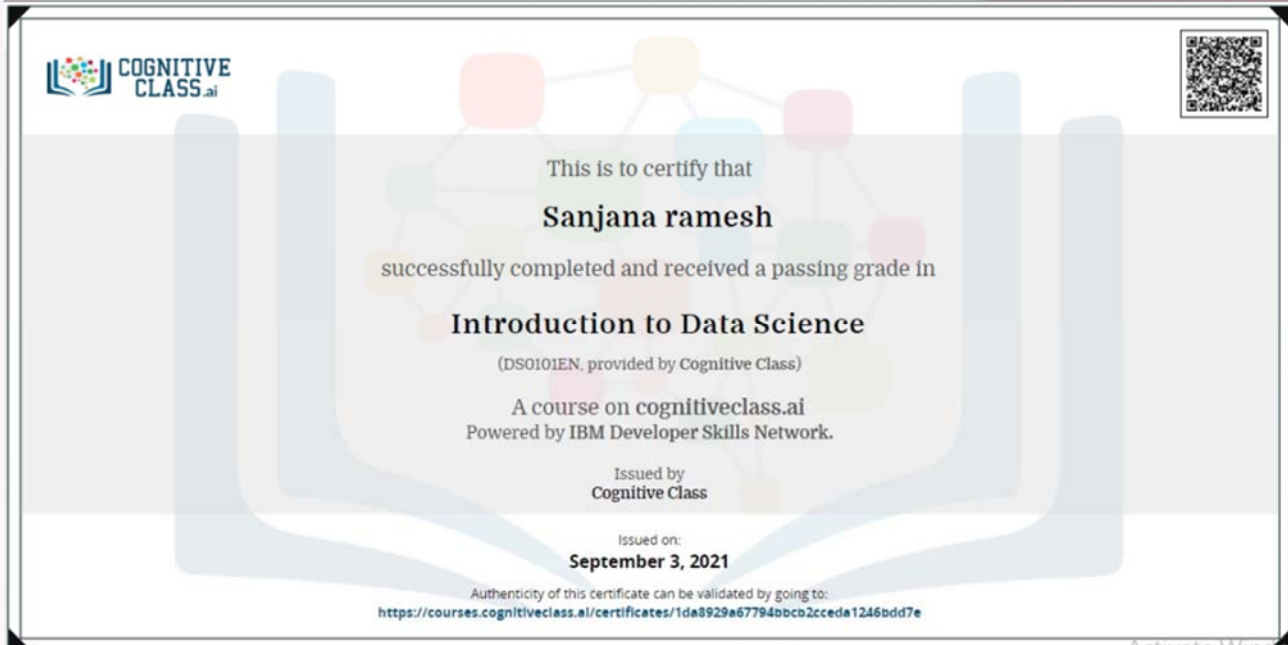 COGNITIVE
CLASS.ai
This is to certify that
Sanjana ramesh
successfully completed and received a passing grade in
Introduction to Data Science
(DS0101EN, provided by Cognitive Class)
A course on cognitiveclass.ai
Powered by IBM Developer Skills Network.
Issued by
Cognitive Class
Issued on:
September 3, 2021
Authenticity of this certificate can be validated by going to:
https://courses.cognitiveclass.ai/certificates/1da8929a67794bbcb2cceda1246bdd7e